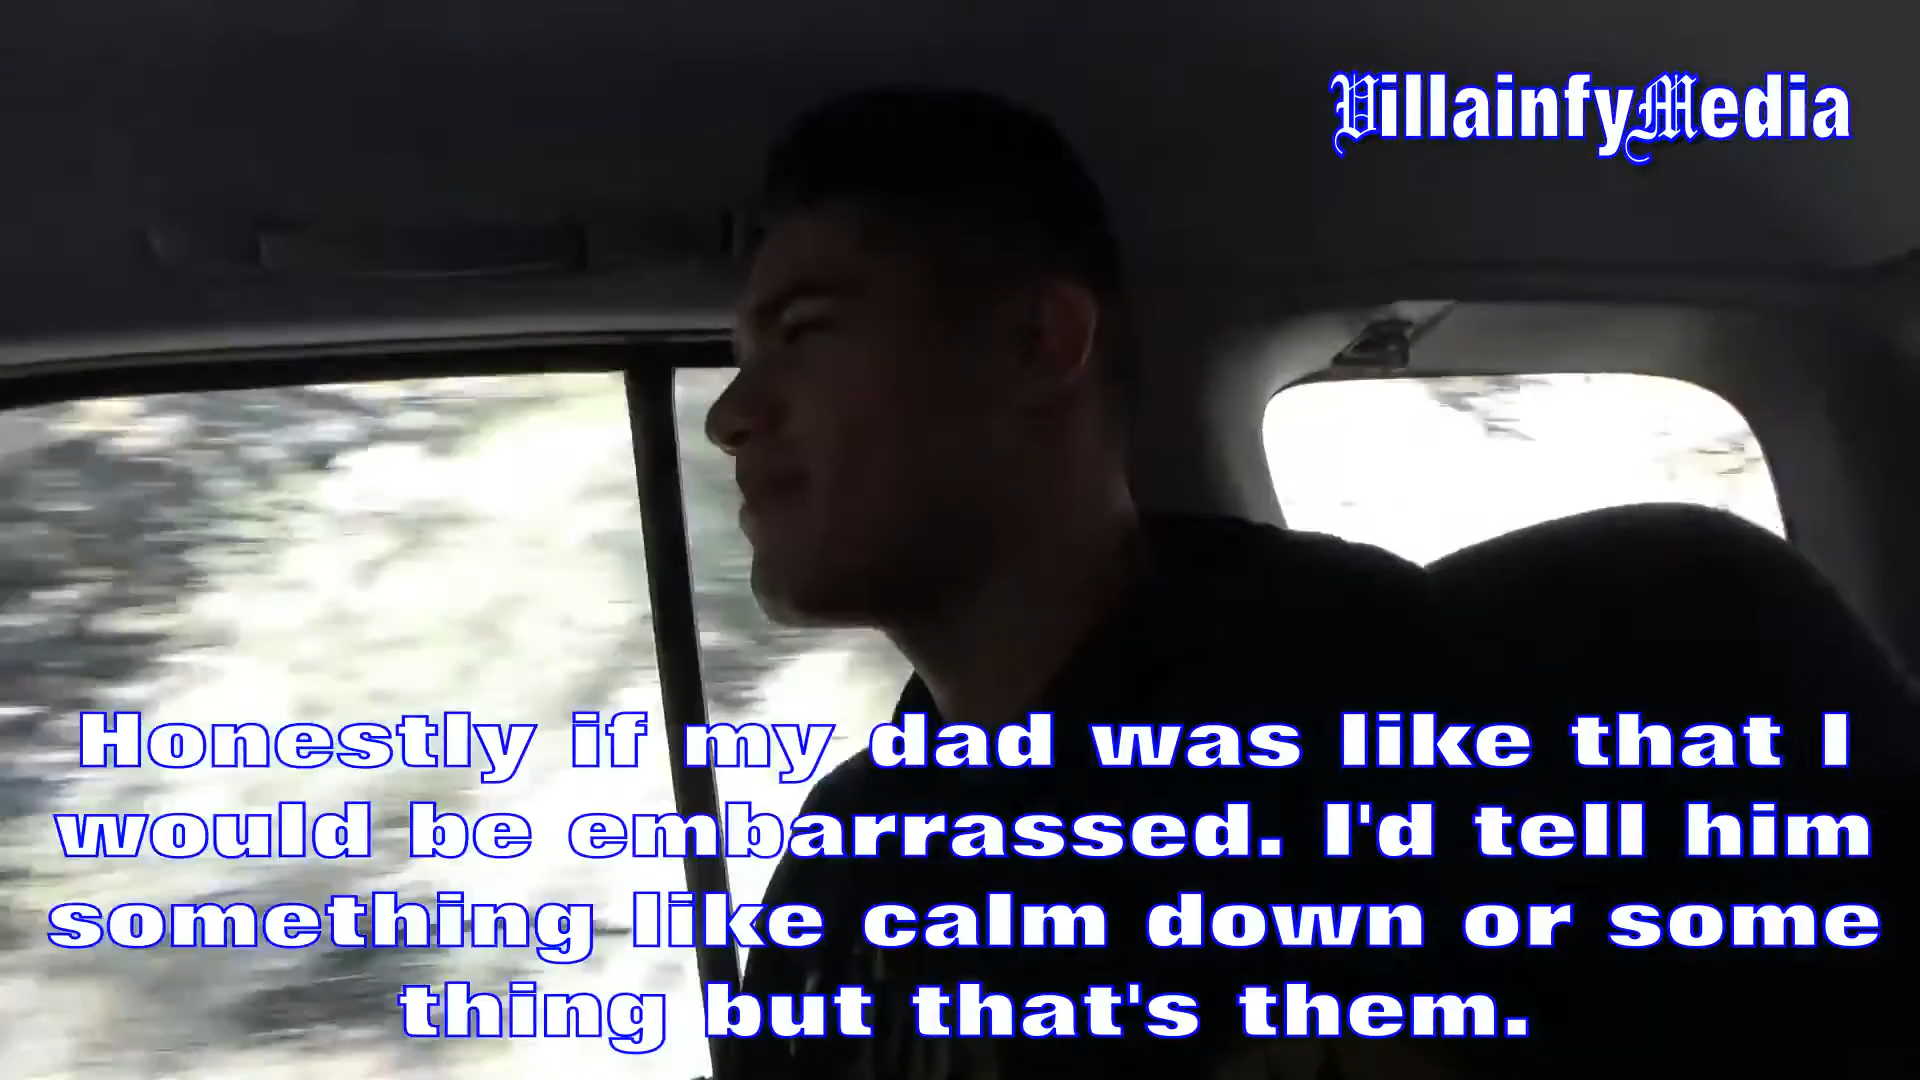 VillainfyMedia
Honestly if my dad was like that I
would be embarrassed. I'd tell him
something like calm down or some
thing but that's them.